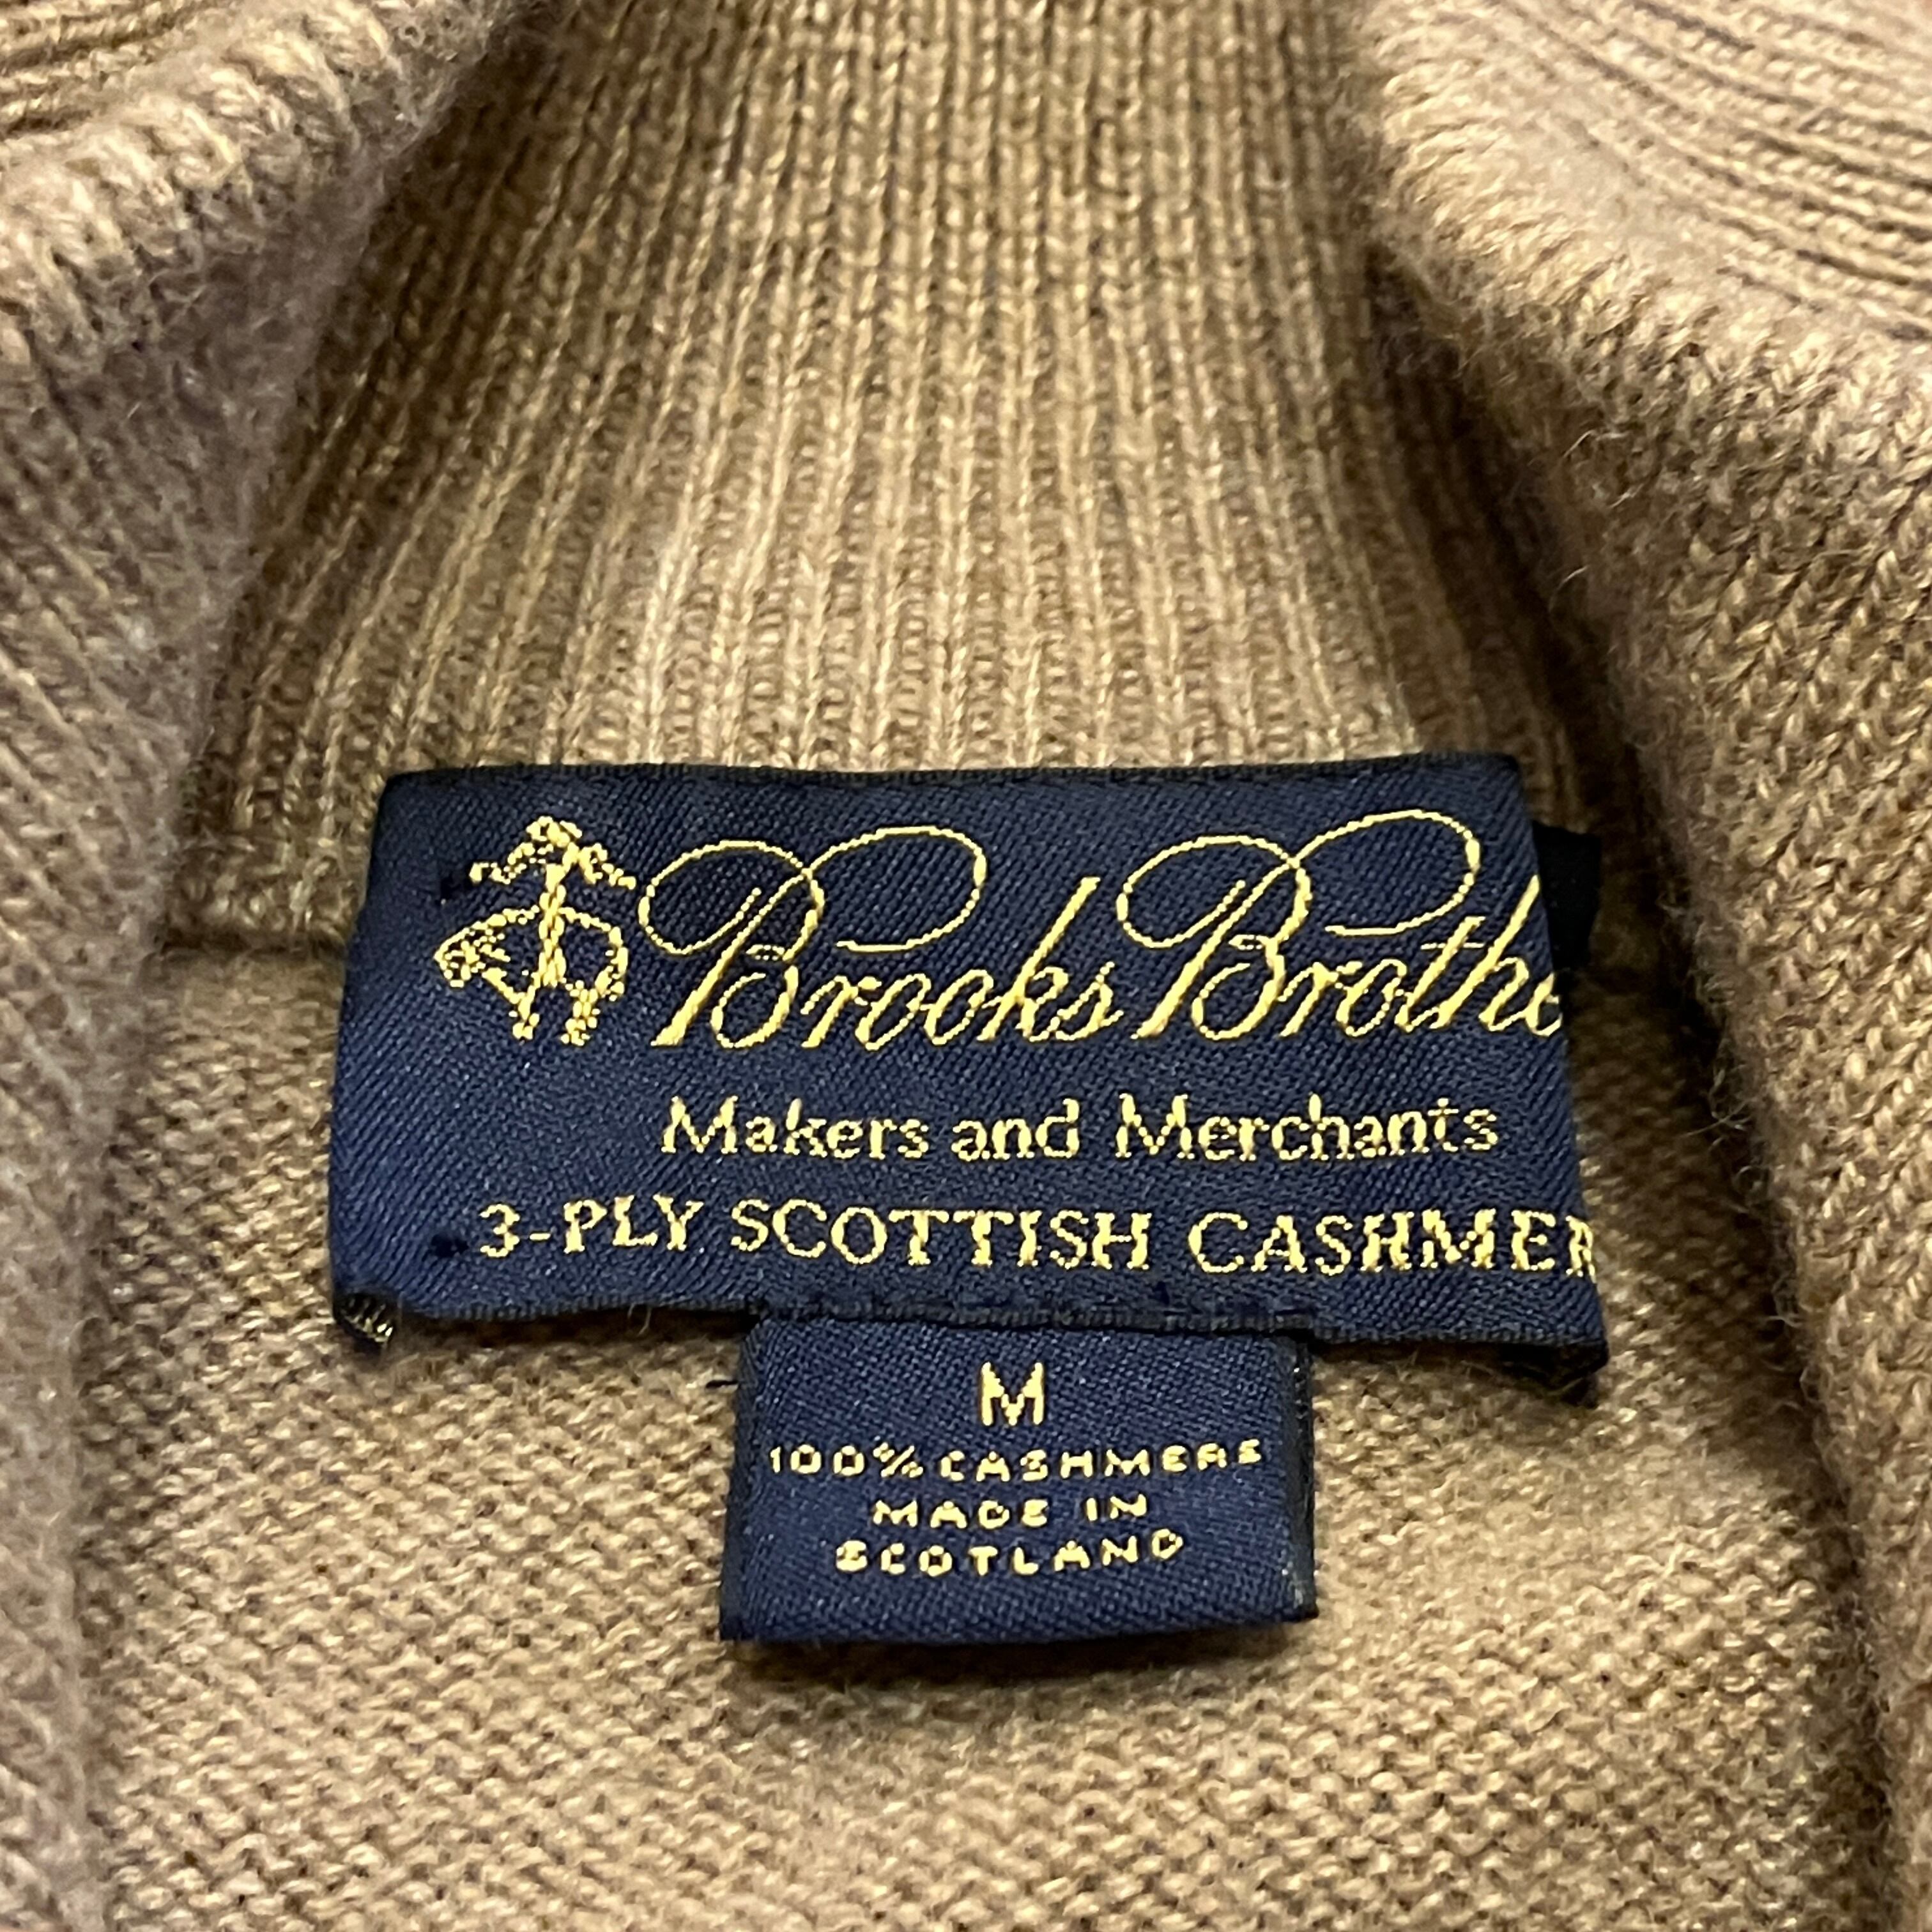 Brooks Brothe
Makers and Merchants
3-PLY SCOTTISH CASHMER
M
100% CASHMERE
MADE IN
SCOTLAND